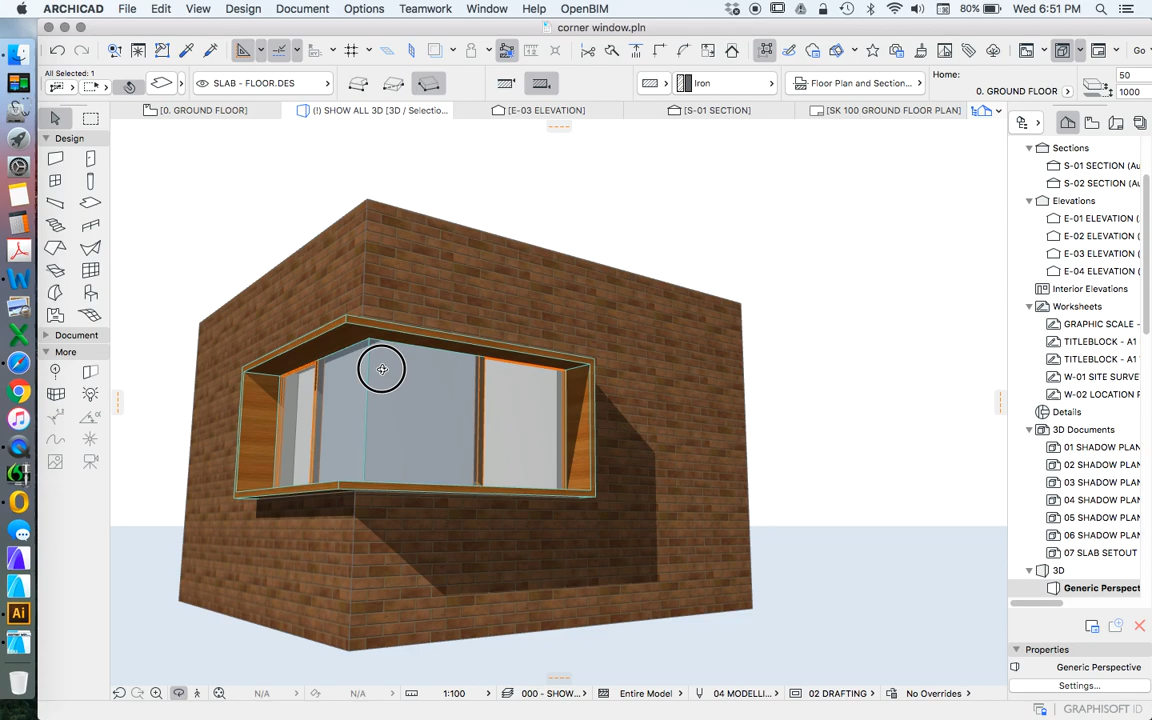 ARCHICAD File Edit View Design Document Options Teamwork Window Help OpenBIM 80% Wed 6:51 PM
corner window.pln
Go
All Selected: 1
SLAB - FLOOR.DES
Iron
Floor Plan and Section...
Home:
0. GROUND FLOOR
50
1000
[0. GROUND FLOOR]
(!) SHOW ALL 3D [3D / Selectio...
[E-03 ELEVATION]
[S-01 SECTION]
[SK 100 GROUND FLOOR PLAN]
Design
Document
More
Sections
S-01 SECTION (Au
S-02 SECTION (Au
Elevations
E-01 ELEVATION (
E-02 ELEVATION (
E-03 ELEVATION (
E-04 ELEVATION (
Interior Elevations
Worksheets
GRAPHIC SCALE -
TITLEBLOCK - A1
TITLEBLOCK - A1
W-01 SITE SURVE
W-02 LOCATION P
Details
3D Documents
01 SHADOW PLAN
02 SHADOW PLAN
03 SHADOW PLAN
04 SHADOW PLAN
05 SHADOW PLAN
06 SHADOW PLAN
07 SLAB SETOUT
3D
Generic Perspect
Properties
Generic Perspective
Settings...
N/A
N/A
1:100
000 - SHOW...
Entire Model
04 MODELLI...
02 DRAFTING
No Overrides
GRAPHISOFT ID